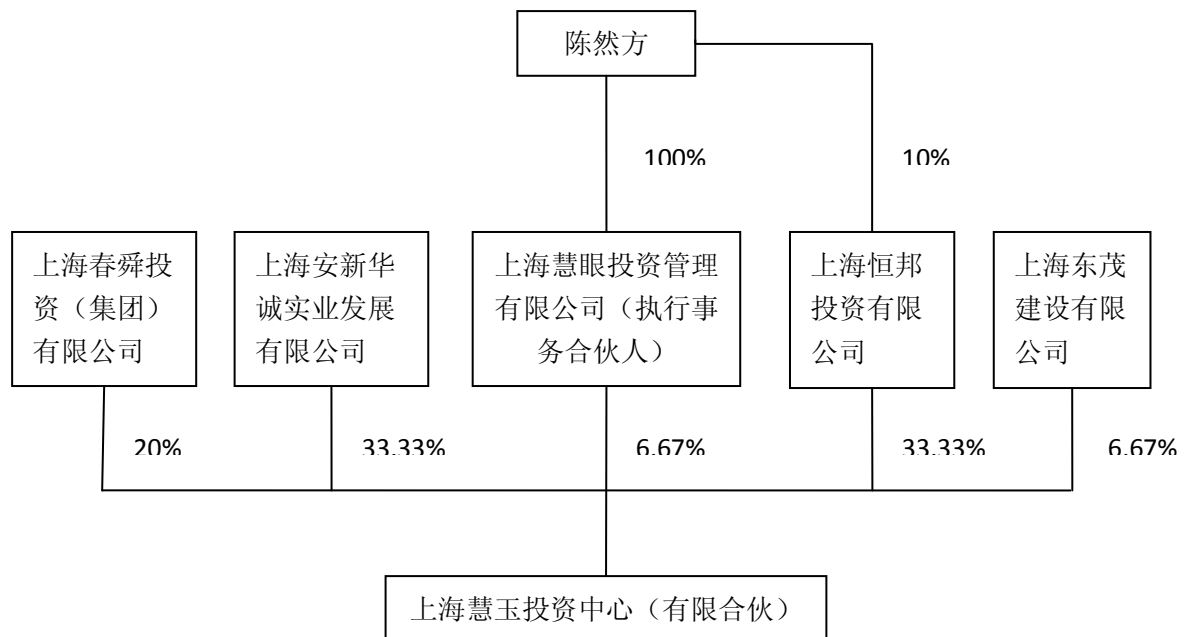 陈然方
100%
10%
上海春舜投
资（集团）
有限公司
上海安新华
诚实业发展
有限公司
上海慧眼投资管理
有限公司（执行事
务合伙人）
上海恒邦
投资有限
公司
上海东茂
建设有限
公司
20%
33.33%
6.67%
33.33%
6.67%
上海慧玉投资中心（有限合伙）